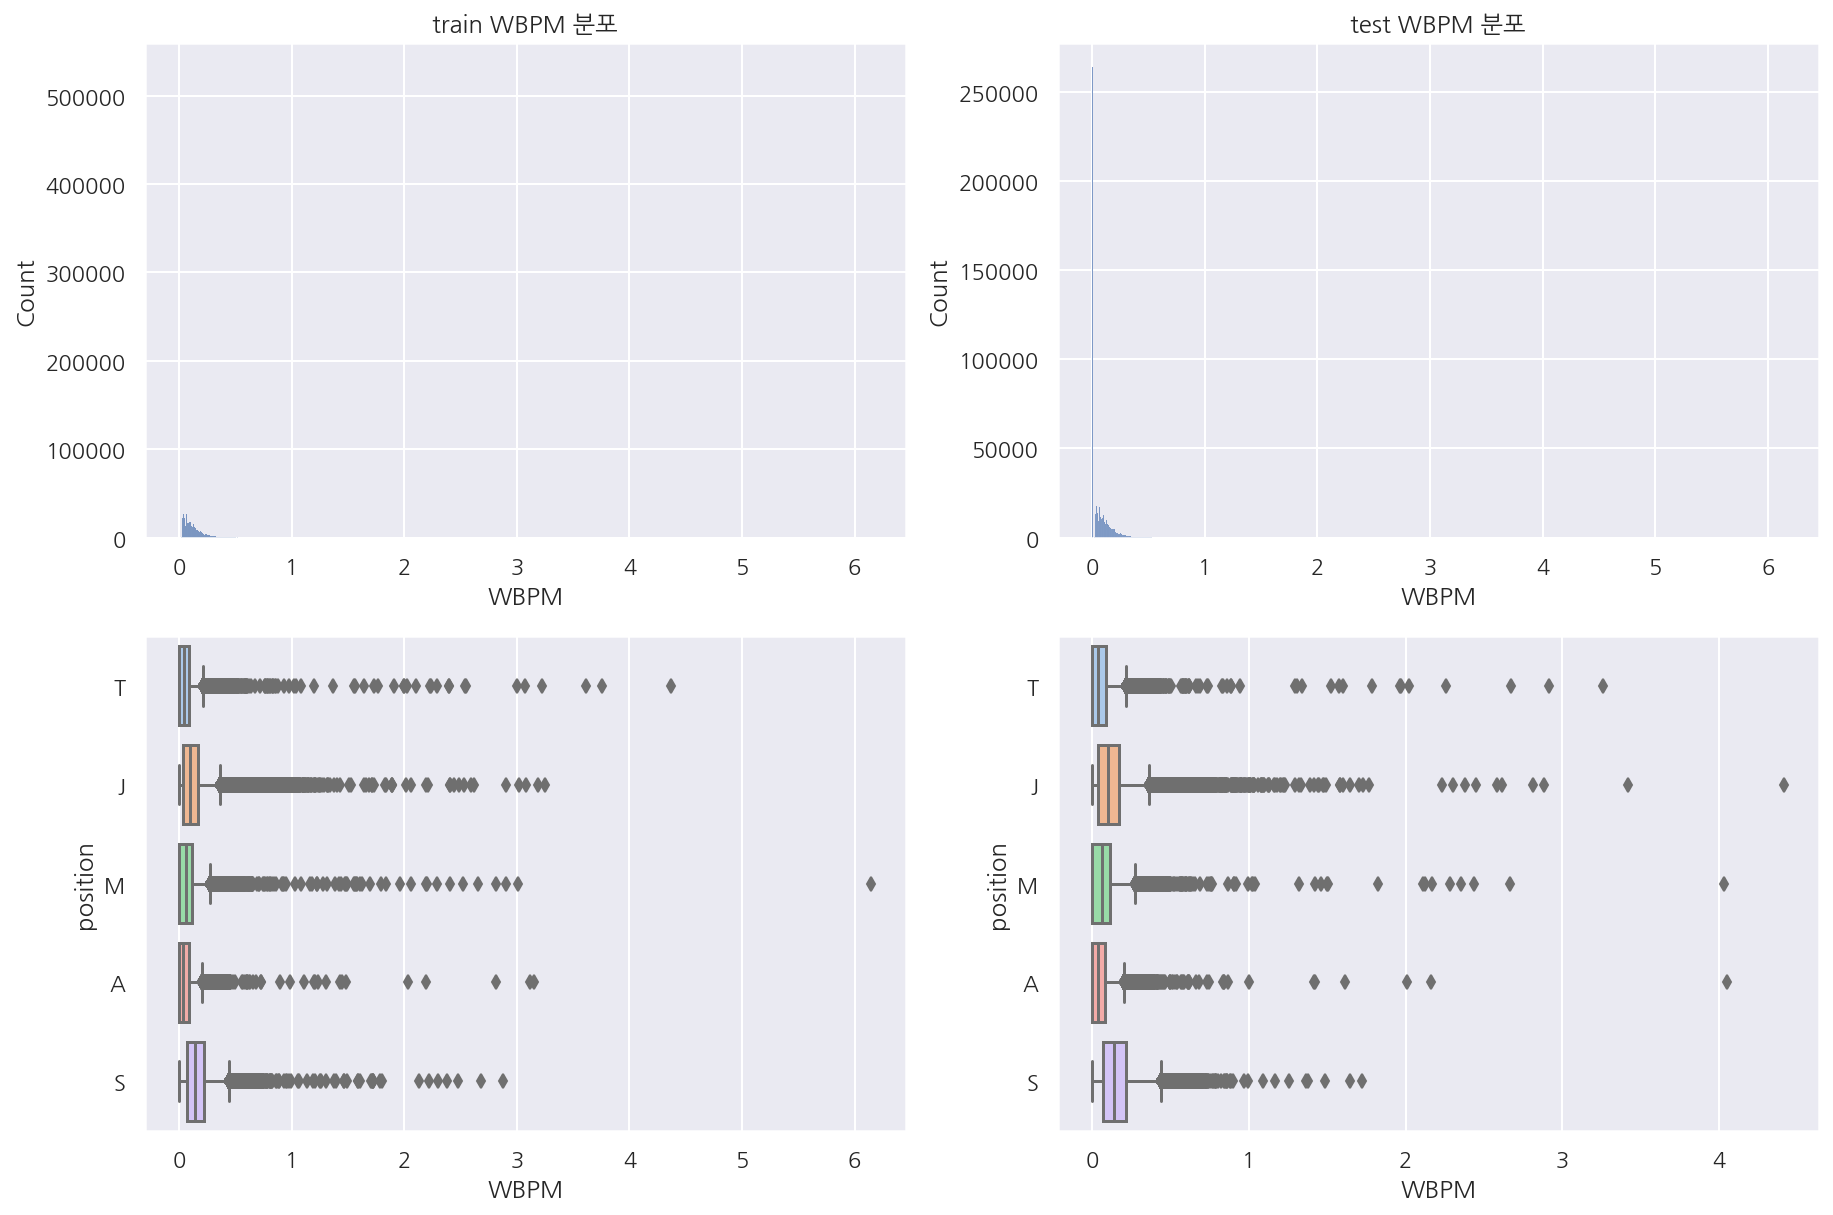 train WBPM 분포
test WBPM 분포
Count
500000
400000
300000
200000
100000
0
0 1 2 3 4 5 6
WBPM
Count
250000
200000
150000
100000
50000
0
0 1 2 3 4 5 6
WBPM
position
T
J
M
A
S
0 1 2 3 4 5 6
WBPM
position
T
J
M
A
S
0 1 2 3 4
WBPM